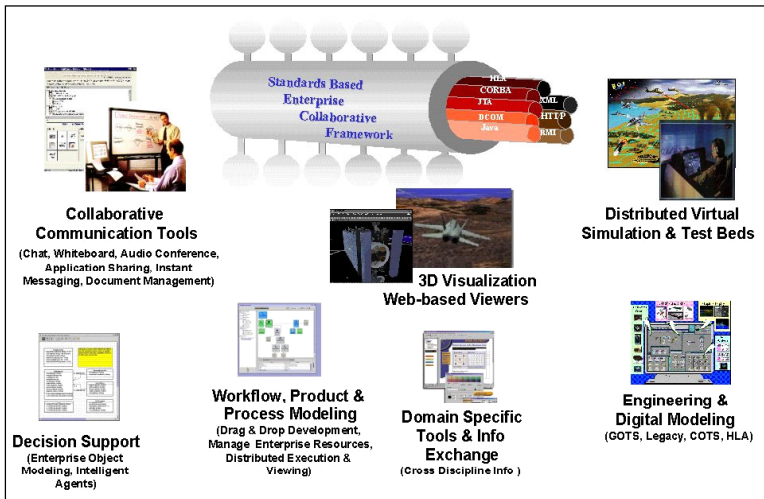 Standards Based
Enterprise
Collaborative
Framework
HLA
CORBA
JTA
DCOM
Java
XML
HTTP
RMI
Collaborative
Communication Tools
(Chat, Whiteboard, Audio Conference,
Application Sharing, Instant
Messaging, Document Management)
3D Visualization
Web-based Viewers
Distributed Virtual
Simulation & Test Beds
Decision Support
(Enterprise Object
Modeling, Intelligent
Agents)
Workflow, Product &
Process Modeling
(Drag & Drop Development,
Manage Enterprise Resources,
Distributed Execution &
Viewing)
Domain Specific
Tools & Info
Exchange
(Cross Discipline Info )
Engineering &
Digital Modeling
(GOTS, Legacy, COTS, HLA)